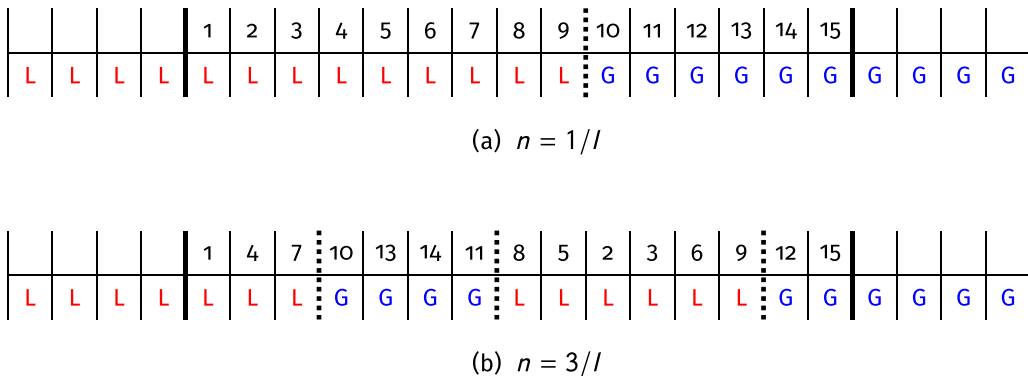 1 2 3 4 5 6 7 8 9 10 11 12 13 14 15
L L L L L L L L L L L L L G G G G G G G G G G
(a) n = 1/l
1 4 7 10 13 14 11 8 5 2 3 6 9 12 15
L L L L L L L G G G G L L L L L L G G G G G G
(b) n = 3/l